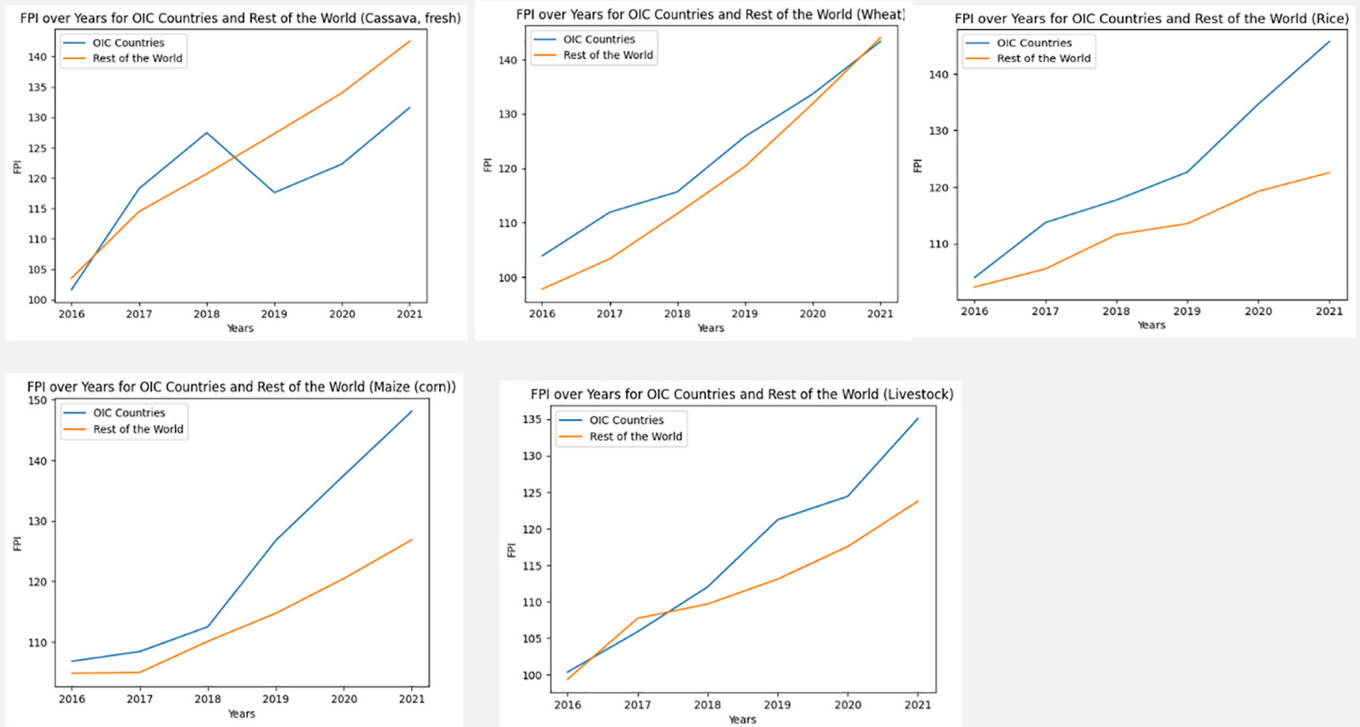 FPI over Years for OIC Countries and Rest of the World (Cassava, fresh)
OIC Countries
Rest of the World
140
135
130
125
120
115
110
105
100
FPI
2016 2017 2018 2019 2020 2021
Years
FPI over Years for OIC Countries and Rest of the World (Wheat)
OIC Countries
Rest of the World
140
130
120
110
100
FPI
2016 2017 2018 2019 2020 2021
Years
FPI over Years for OIC Countries and Rest of the World (Rice)
OIC Countries
Rest of the World
140
130
120
110
FPI
2016 2017 2018 2019 2020 2021
Years
FPI over Years for OIC Countries and Rest of the World (Maize (corn))
OIC Countries
Rest of the World
150
140
130
120
110
FPI
2016 2017 2018 2019 2020 2021
Years
FPI over Years for OIC Countries and Rest of the World (Livestock)
OIC Countries
Rest of the World
135
130
125
120
115
110
105
100
FPI
2016 2017 2018 2019 2020 2021
Years